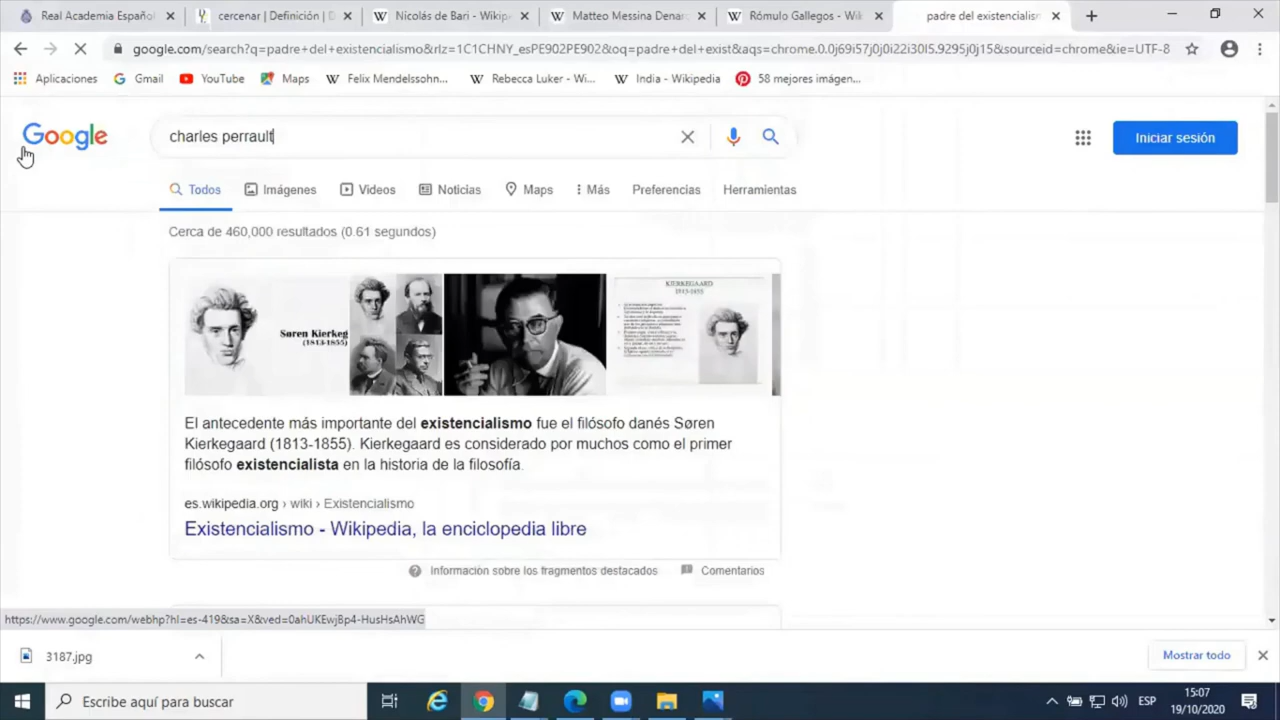 Real Academia Español
cercenar | Definición | D
Nicolás de Bari - Wikip
Matteo Messina Denar
Rómulo Gallegos - Wik
padre del existencialism
google.com/search?q=padre+del+existencialismo&rlz=1C1CHNY_esPE902PE902&oq=padre+del+exist&aqs=chrome.0.0j69i57j0j0i22i30l5.9295j0j15&sourceid=chrome&ie=UTF-8
Aplicaciones
Gmail
YouTube
Maps
Felix Mendelssohn...
Rebecca Luker - Wi...
India - Wikipedia
58 mejores imágen...
Google
charles perrault
Iniciar sesión
Todos
Imágenes
Videos
Noticias
Maps
Más
Preferencias
Herramientas
Cerca de 460,000 resultados (0.61 segundos)
Søren Kierkeg
(1813-1855)
KIERKEGAARD
1813-1855
El antecedente más importante del existencialismo fue el filósofo danés Søren
Kierkegaard (1813-1855). Kierkegaard es considerado por muchos como el primer
filósofo existencialista en la historia de la filosofía.
es.wikipedia.org › wiki › Existencialismo
Existencialismo - Wikipedia, la enciclopedia libre
Información sobre los fragmentos destacados
Comentarios
https://www.google.com/webhp?hl=es-419&sa=X&ved=0ahUKEwjBp4-HusHsAhWG
3187.jpg
Mostrar todo
Escribe aquí para buscar
ESP
15:07
19/10/2020